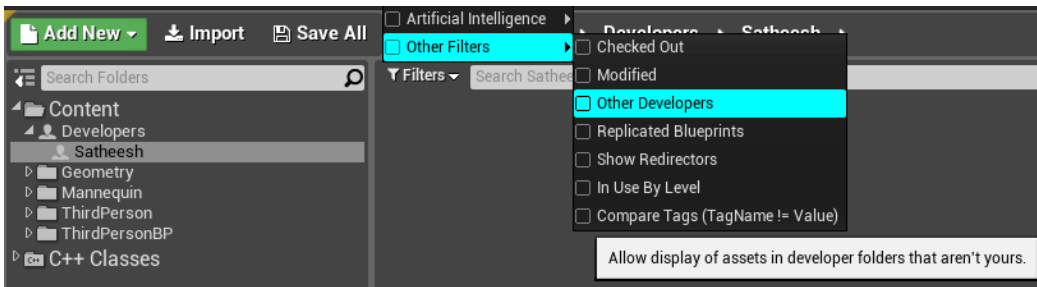 Add New
Import
Save All
Artificial Intelligence
Other Filters
Developers
Satheesh
Search Folders
Filters
Search Sathee
Checked Out
Modified
Other Developers
Replicated Blueprints
Show Redirectors
In Use By Level
Compare Tags (TagName != Value)
Content
Developers
Satheesh
Geometry
Mannequin
ThirdPerson
ThirdPersonBP
C++ Classes
Allow display of assets in developer folders that aren't yours.